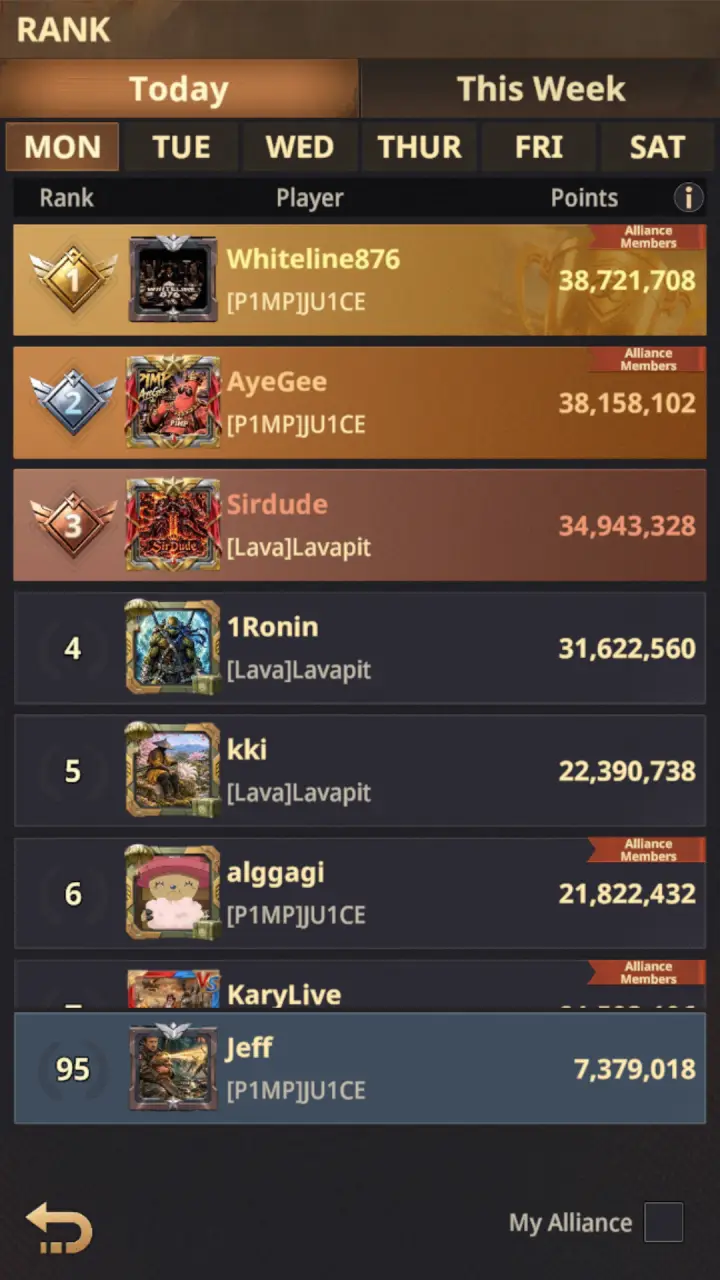 RANK
Today
This Week
MON
TUE
WED
THUR
FRI
SAT
Rank
Player
Points
Alliance
Members
1
Whiteline876
38,721,708
[P1MP]JU1CE
Alliance
Members
2
AyeGee
38,158,102
[P1MP]JU1CE
3
Sirdude
34,943,328
[Lava]Lavapit
4
1Ronin
31,622,560
[Lava]Lavapit
5
kki
22,390,738
[Lava]Lavapit
Alliance
Members
6
alggagi
21,822,432
[P1MP]JU1CE
Alliance
Members
KaryLive
95
Jeff
7,379,018
[P1MP]JU1CE
My Alliance